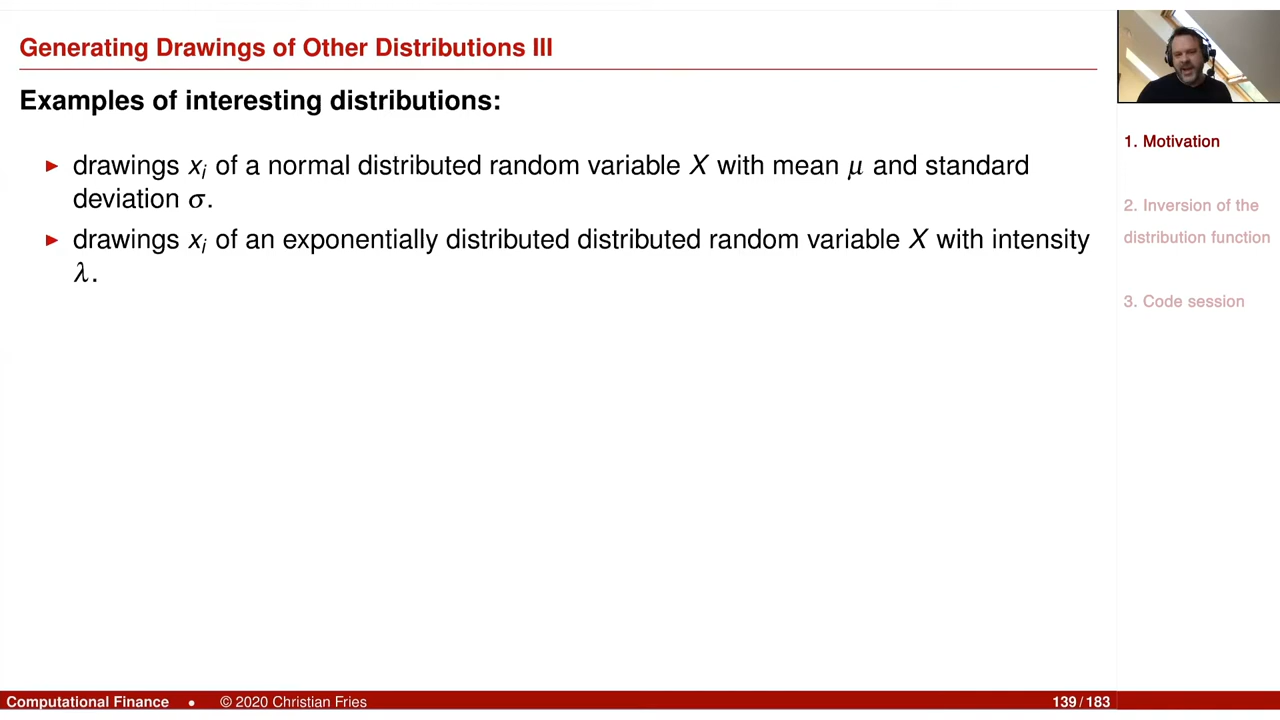 Generating Drawings of Other Distributions III
Examples of interesting distributions:
► drawings xᵢ of a normal distributed random variable X with mean μ and standard
deviation σ.
► drawings xᵢ of an exponentially distributed distributed random variable X with intensity
λ.
1. Motivation
2. Inversion of the
distribution function
3. Code session
Computational Finance • © 2020 Christian Fries 139/183